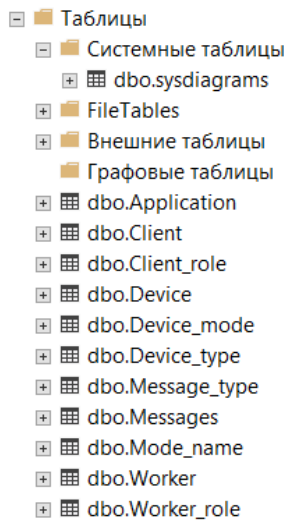 Таблицы
Системные таблицы
dbo.sysdiagrams
FileTables
Внешние таблицы
Графовые таблицы
dbo.Application
dbo.Client
dbo.Client_role
dbo.Device
dbo.Device_mode
dbo.Device_type
dbo.Message_type
dbo.Messages
dbo.Mode_name
dbo.Worker
dbo.Worker_role